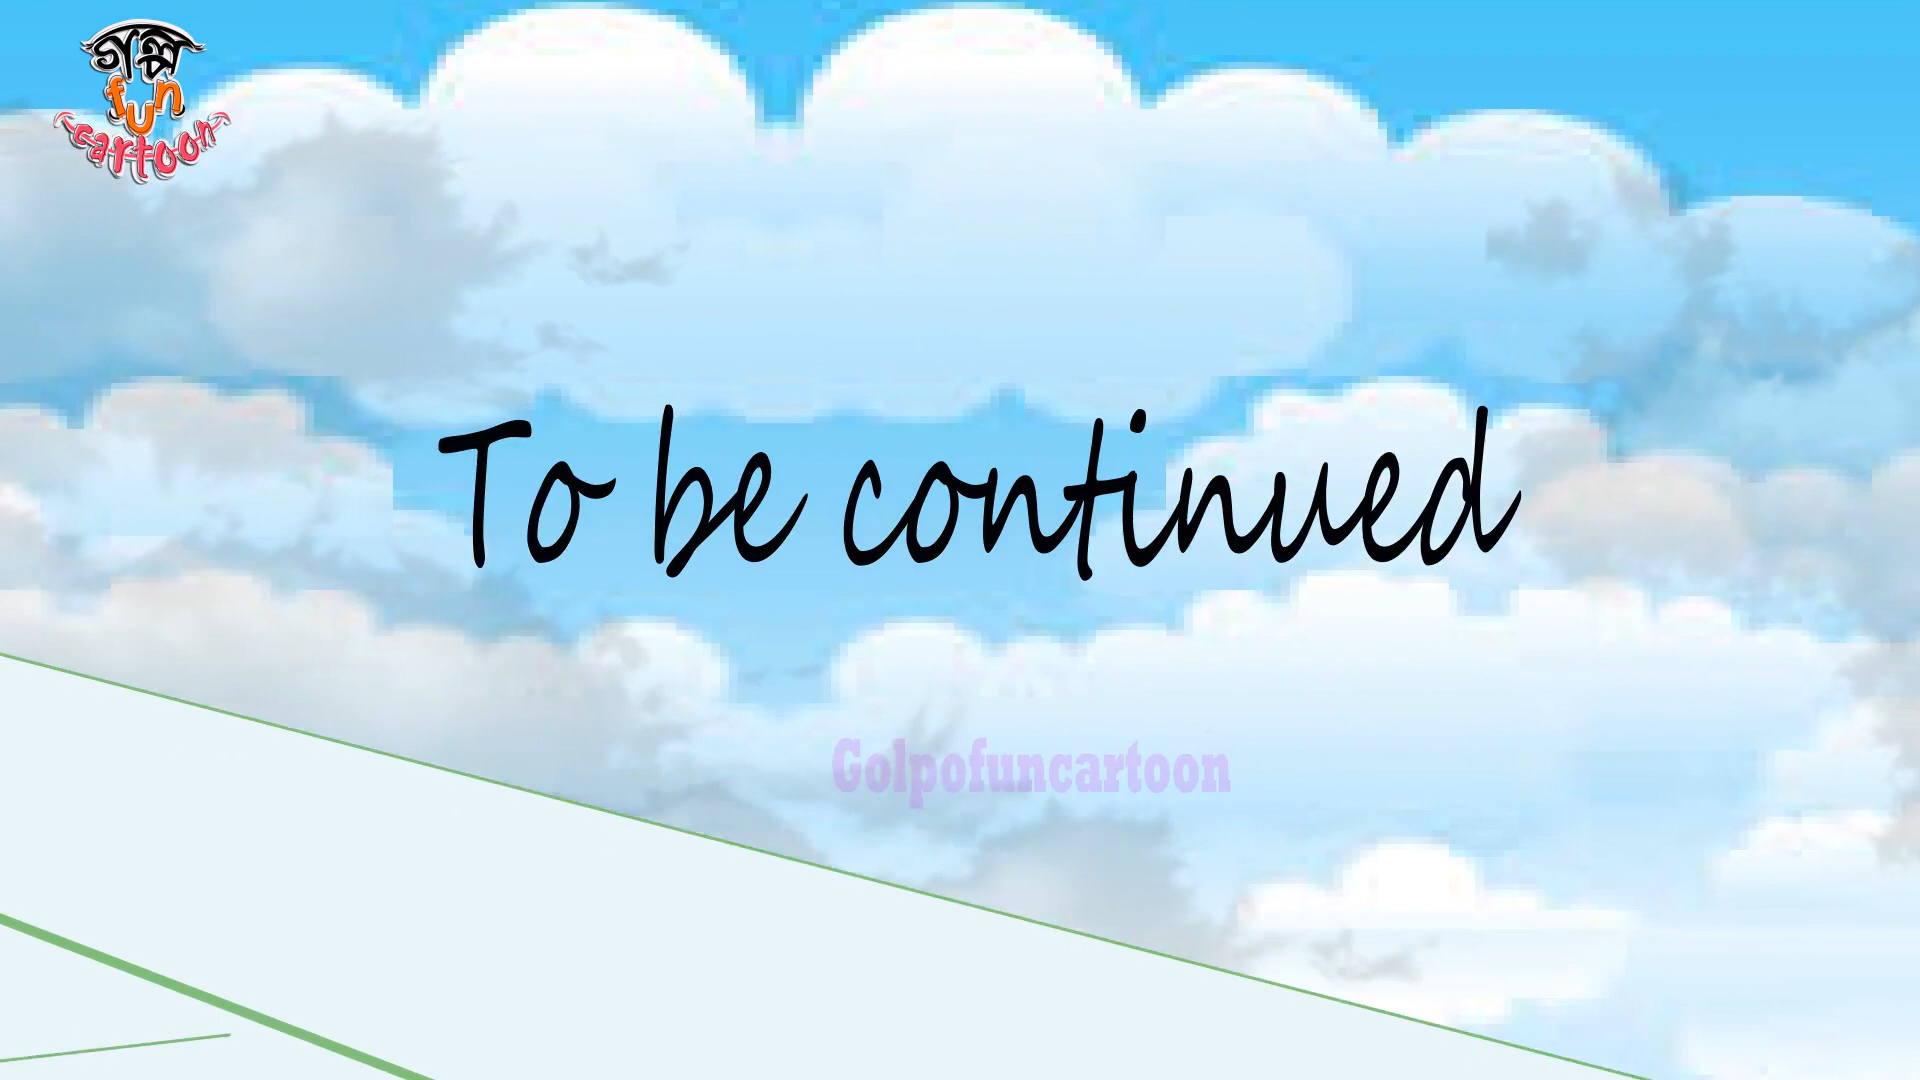 গল্প
fun
cartoon
To be continued
Golpofuncartoon